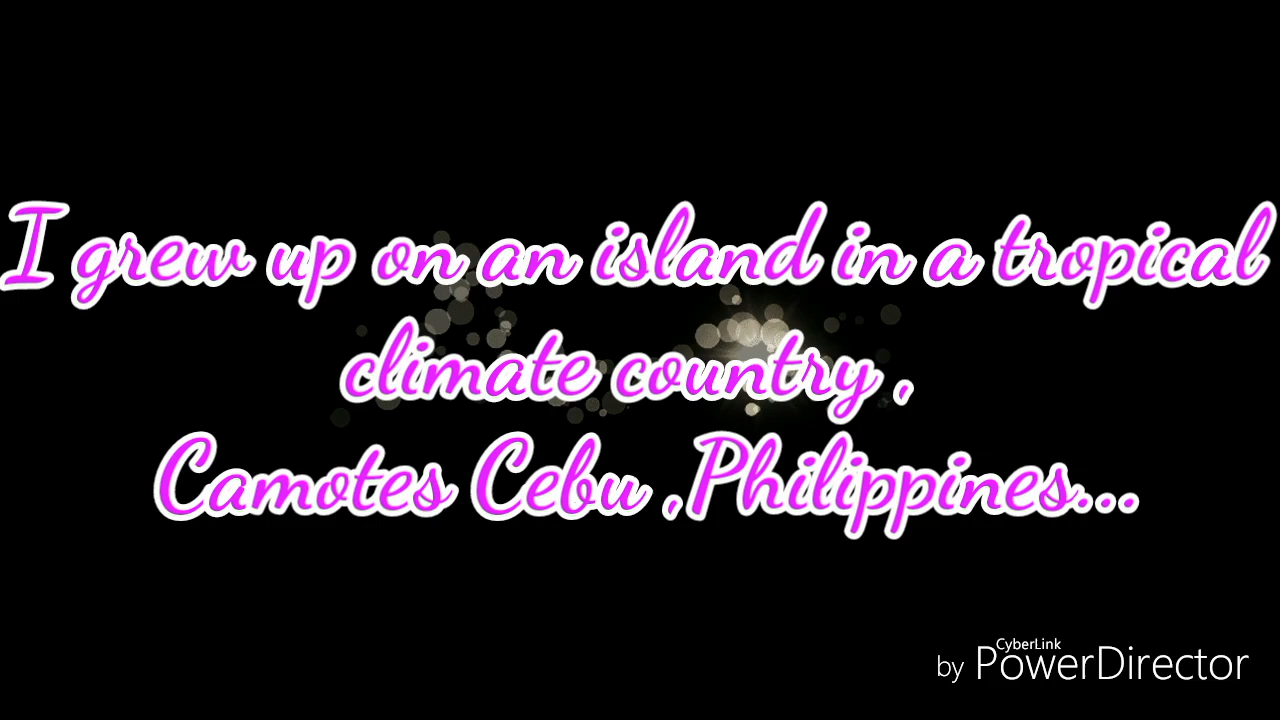 I grew up on an island in a tropical
climate country ,
Camotes Cebu ,Philippines...
CyberLink
by PowerDirector